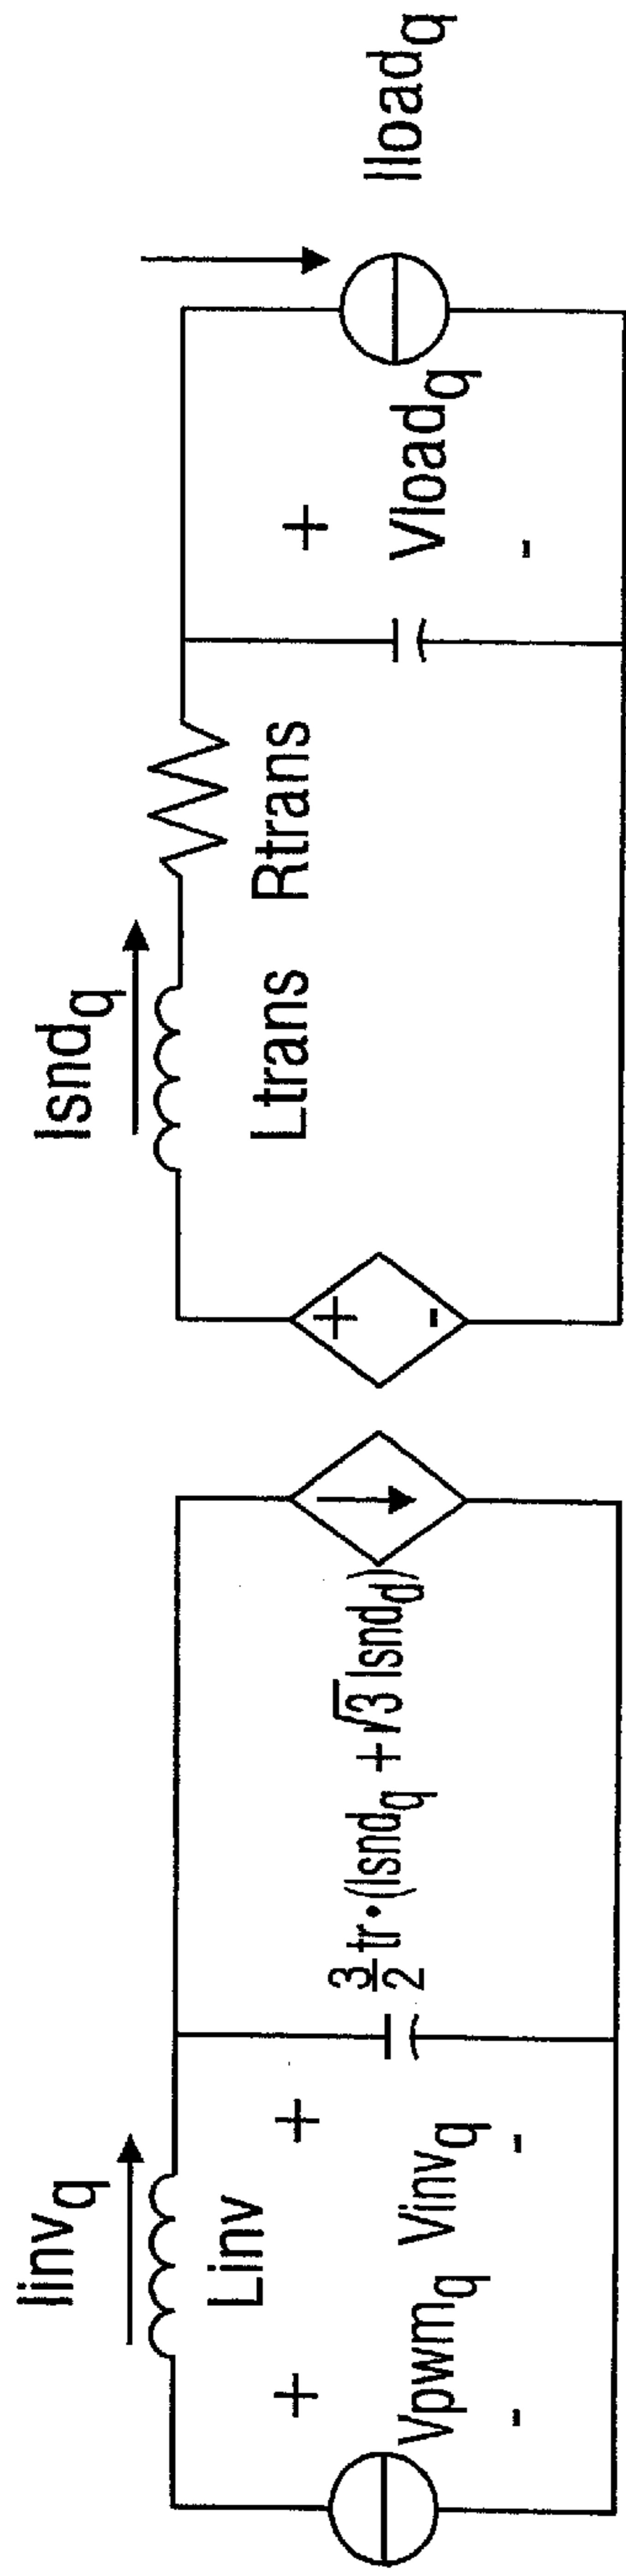 Iinv_q
Linv
+
+
Vpwm_q
Vinv_q
-
-
3/2 tr•(Isnd_q + √3 Isnd_d)
+
-
Isnd_q
Ltrans
Rtrans
+
Vload_q
-
Iload_q